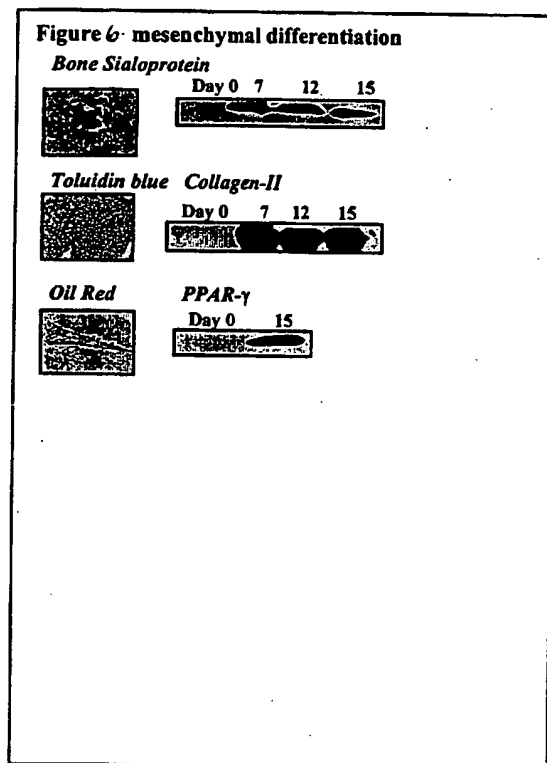 Figure 6. mesenchymal differentiation
Bone Sialoprotein
Day 0 7 12 15
Toluidin blue Collagen-II
Day 0 7 12 15
Oil Red PPAR-γ
Day 0 15